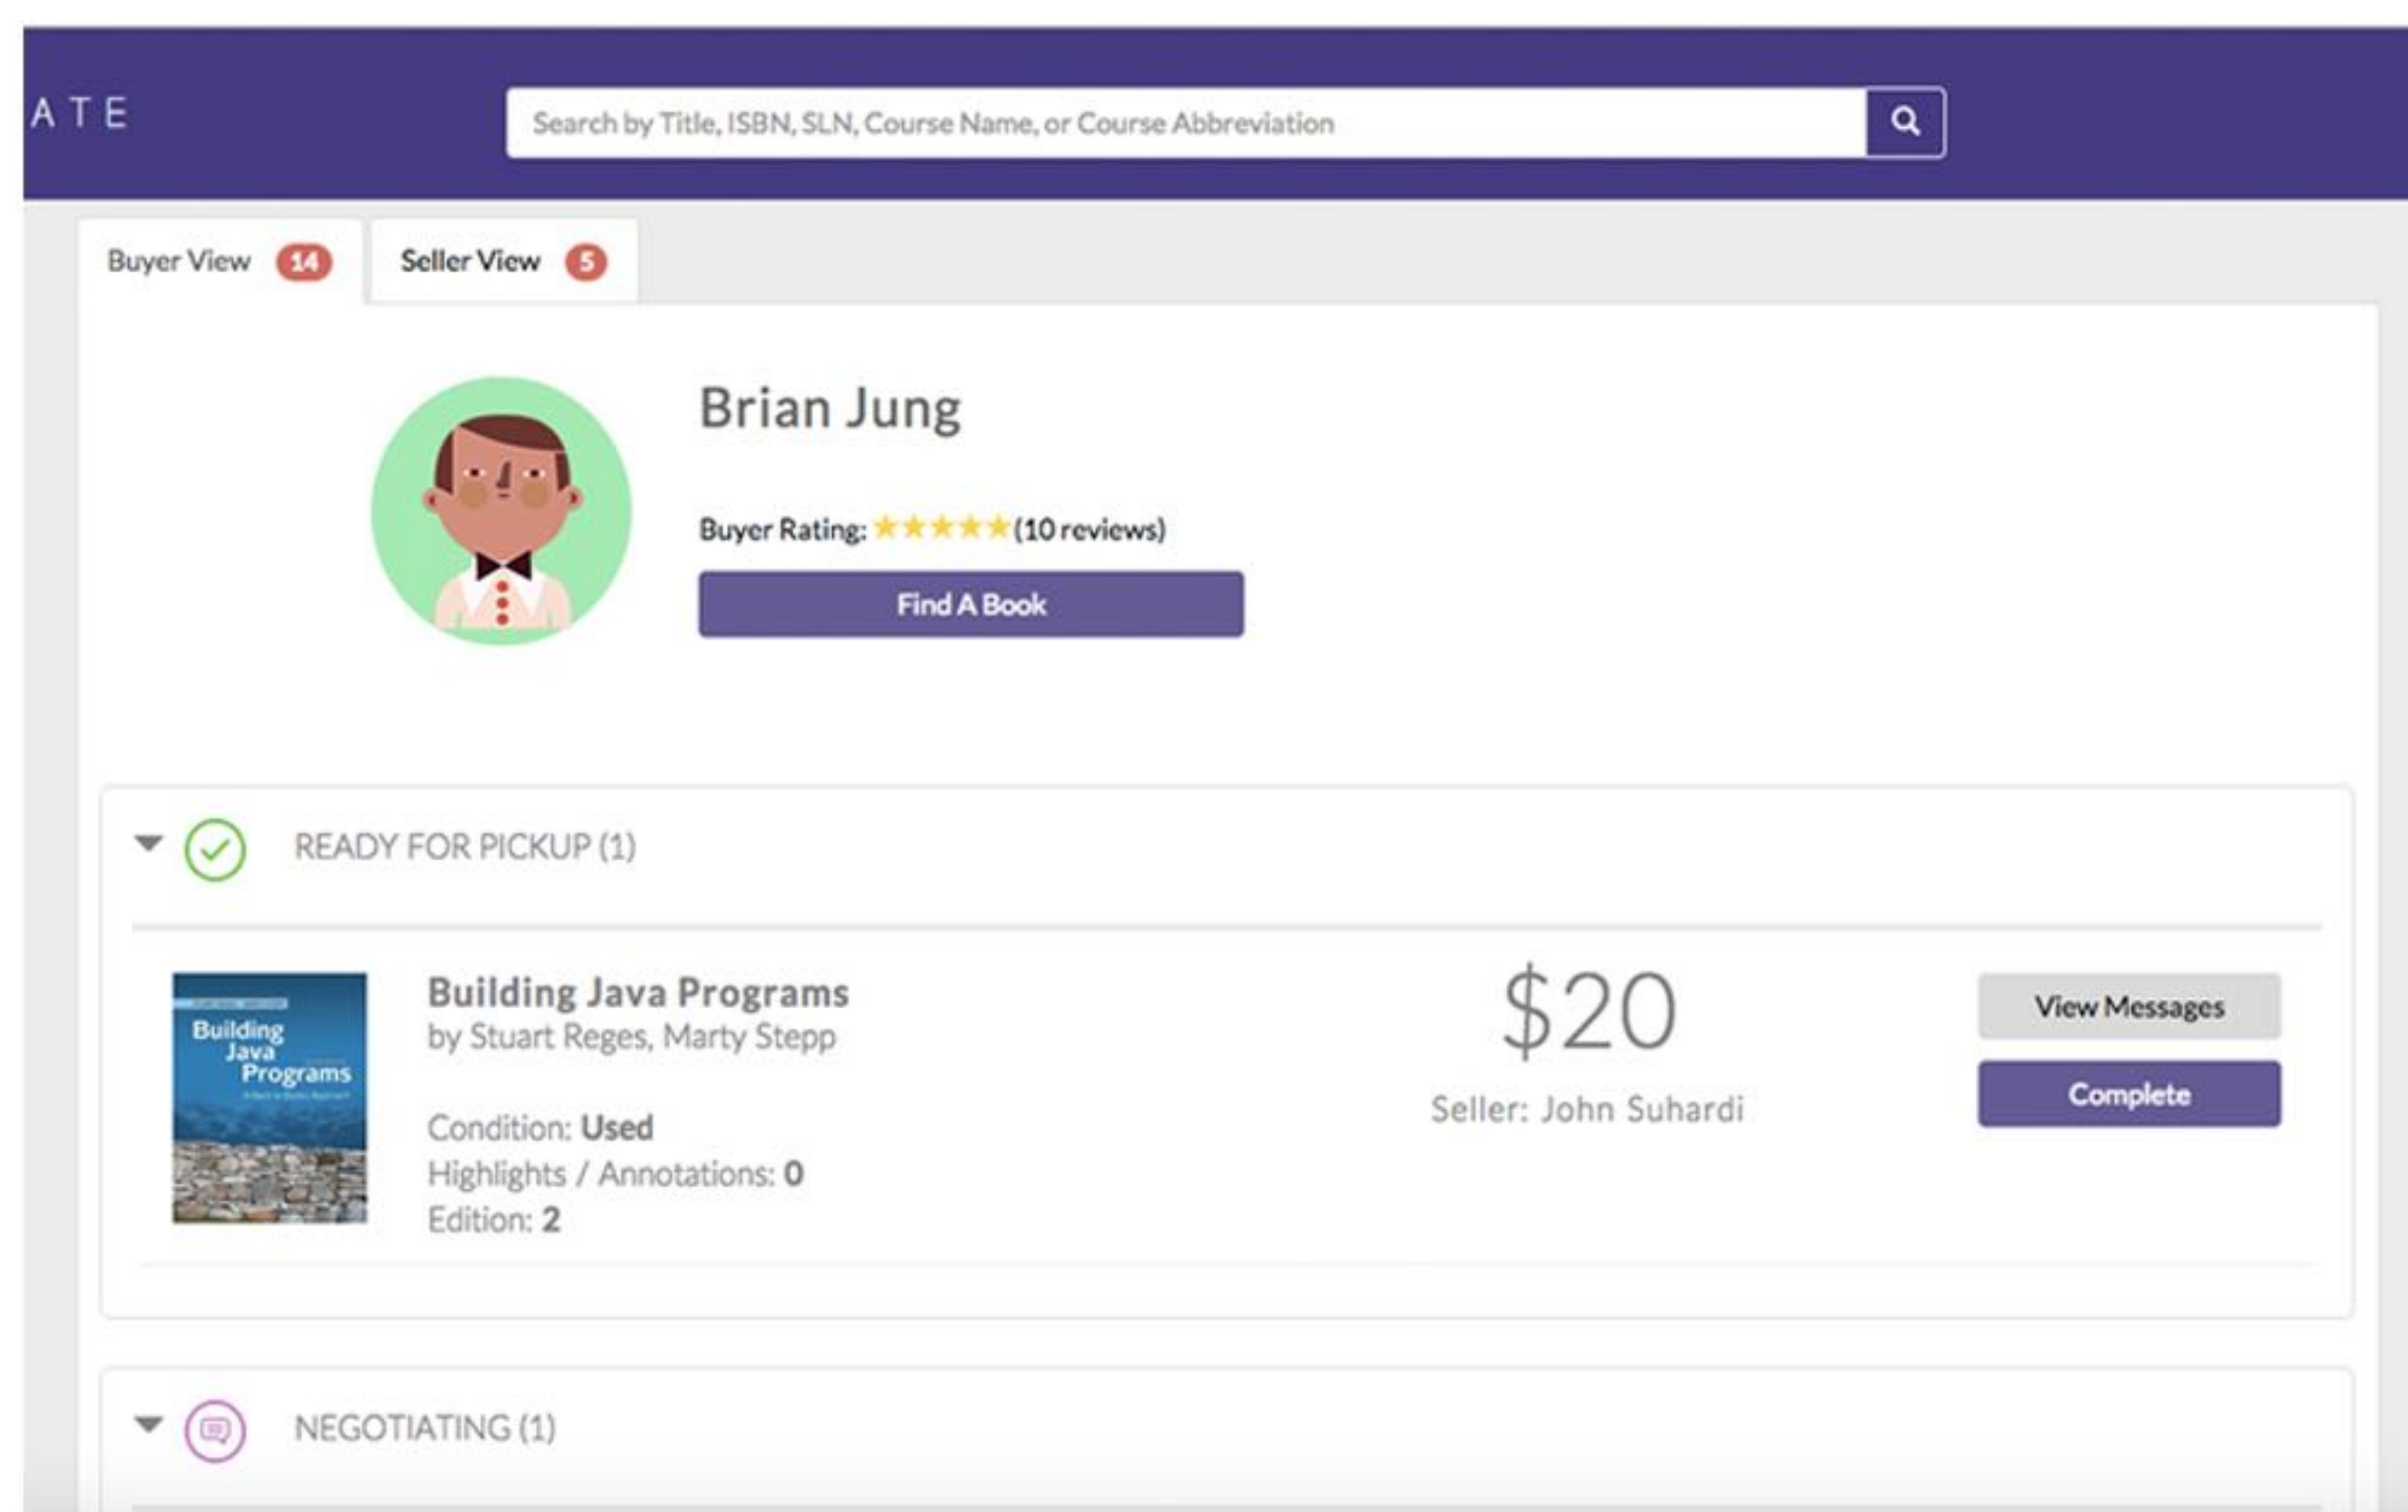 ATE
Search by Title, ISBN, SLN, Course Name, or Course Abbreviation
Buyer View 14
Seller View 5
Brian Jung
Buyer Rating: ★★★★★(10 reviews)
Find A Book
READY FOR PICKUP (1)
Building
Java
Programs
Building Java Programs
by Stuart Reges, Marty Stepp
Condition: Used
Highlights / Annotations: 0
Edition: 2
$20
Seller: John Suhardi
View Messages
Complete
NEGOTIATING (1)